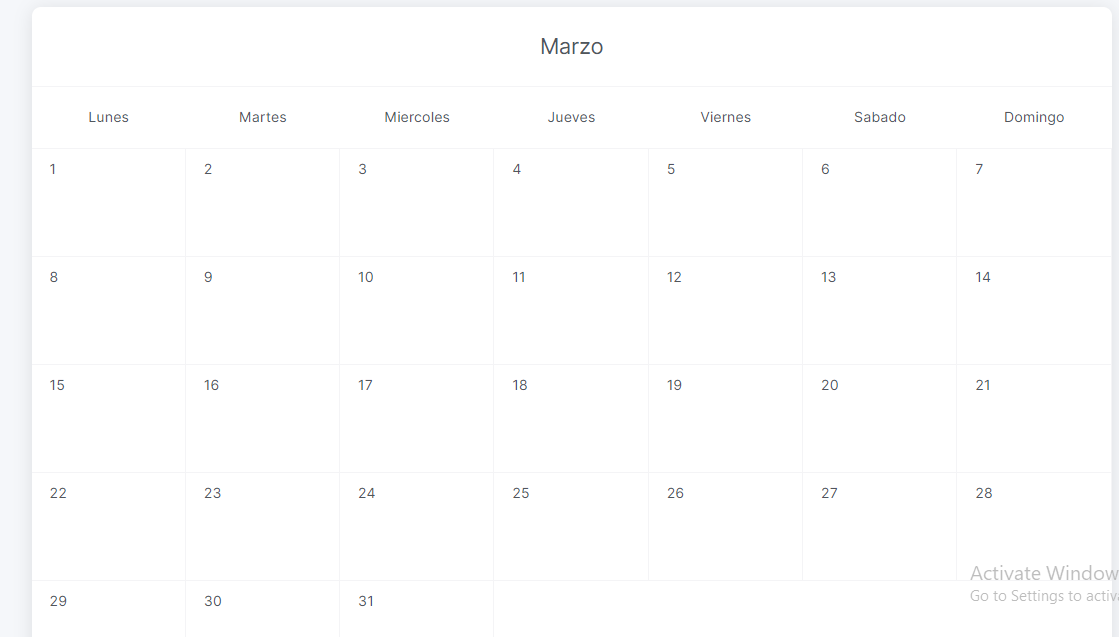 Marzo
Lunes Martes Miercoles Jueves Viernes Sabado Domingo
1 2 3 4 5 6 7
8 9 10 11 12 13 14
15 16 17 18 19 20 21
22 23 24 25 26 27 28
Activate Window
Go to Settings to activ
29 30 31